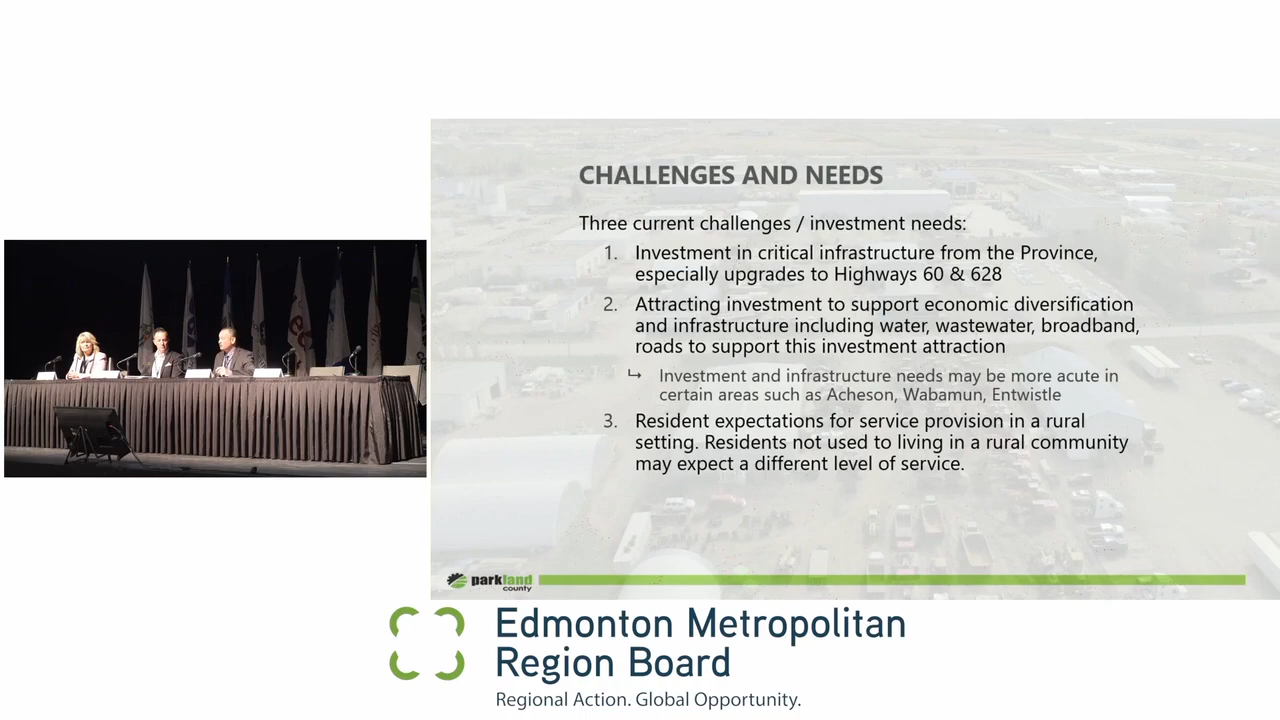 CHALLENGES AND NEEDS
Three current challenges / investment needs:
1. Investment in critical infrastructure from the Province,
especially upgrades to Highways 60 & 628
2. Attracting investment to support economic diversification
and infrastructure including water, wastewater, broadband,
roads to support this investment attraction
Investment and infrastructure needs may be more acute in
certain areas such as Acheson, Wabamun, Entwistle
3. Resident expectations for service provision in a rural
setting. Residents not used to living in a rural community
may expect a different level of service.
parkland
county
Edmonton Metropolitan
Region Board
Regional Action. Global Opportunity.